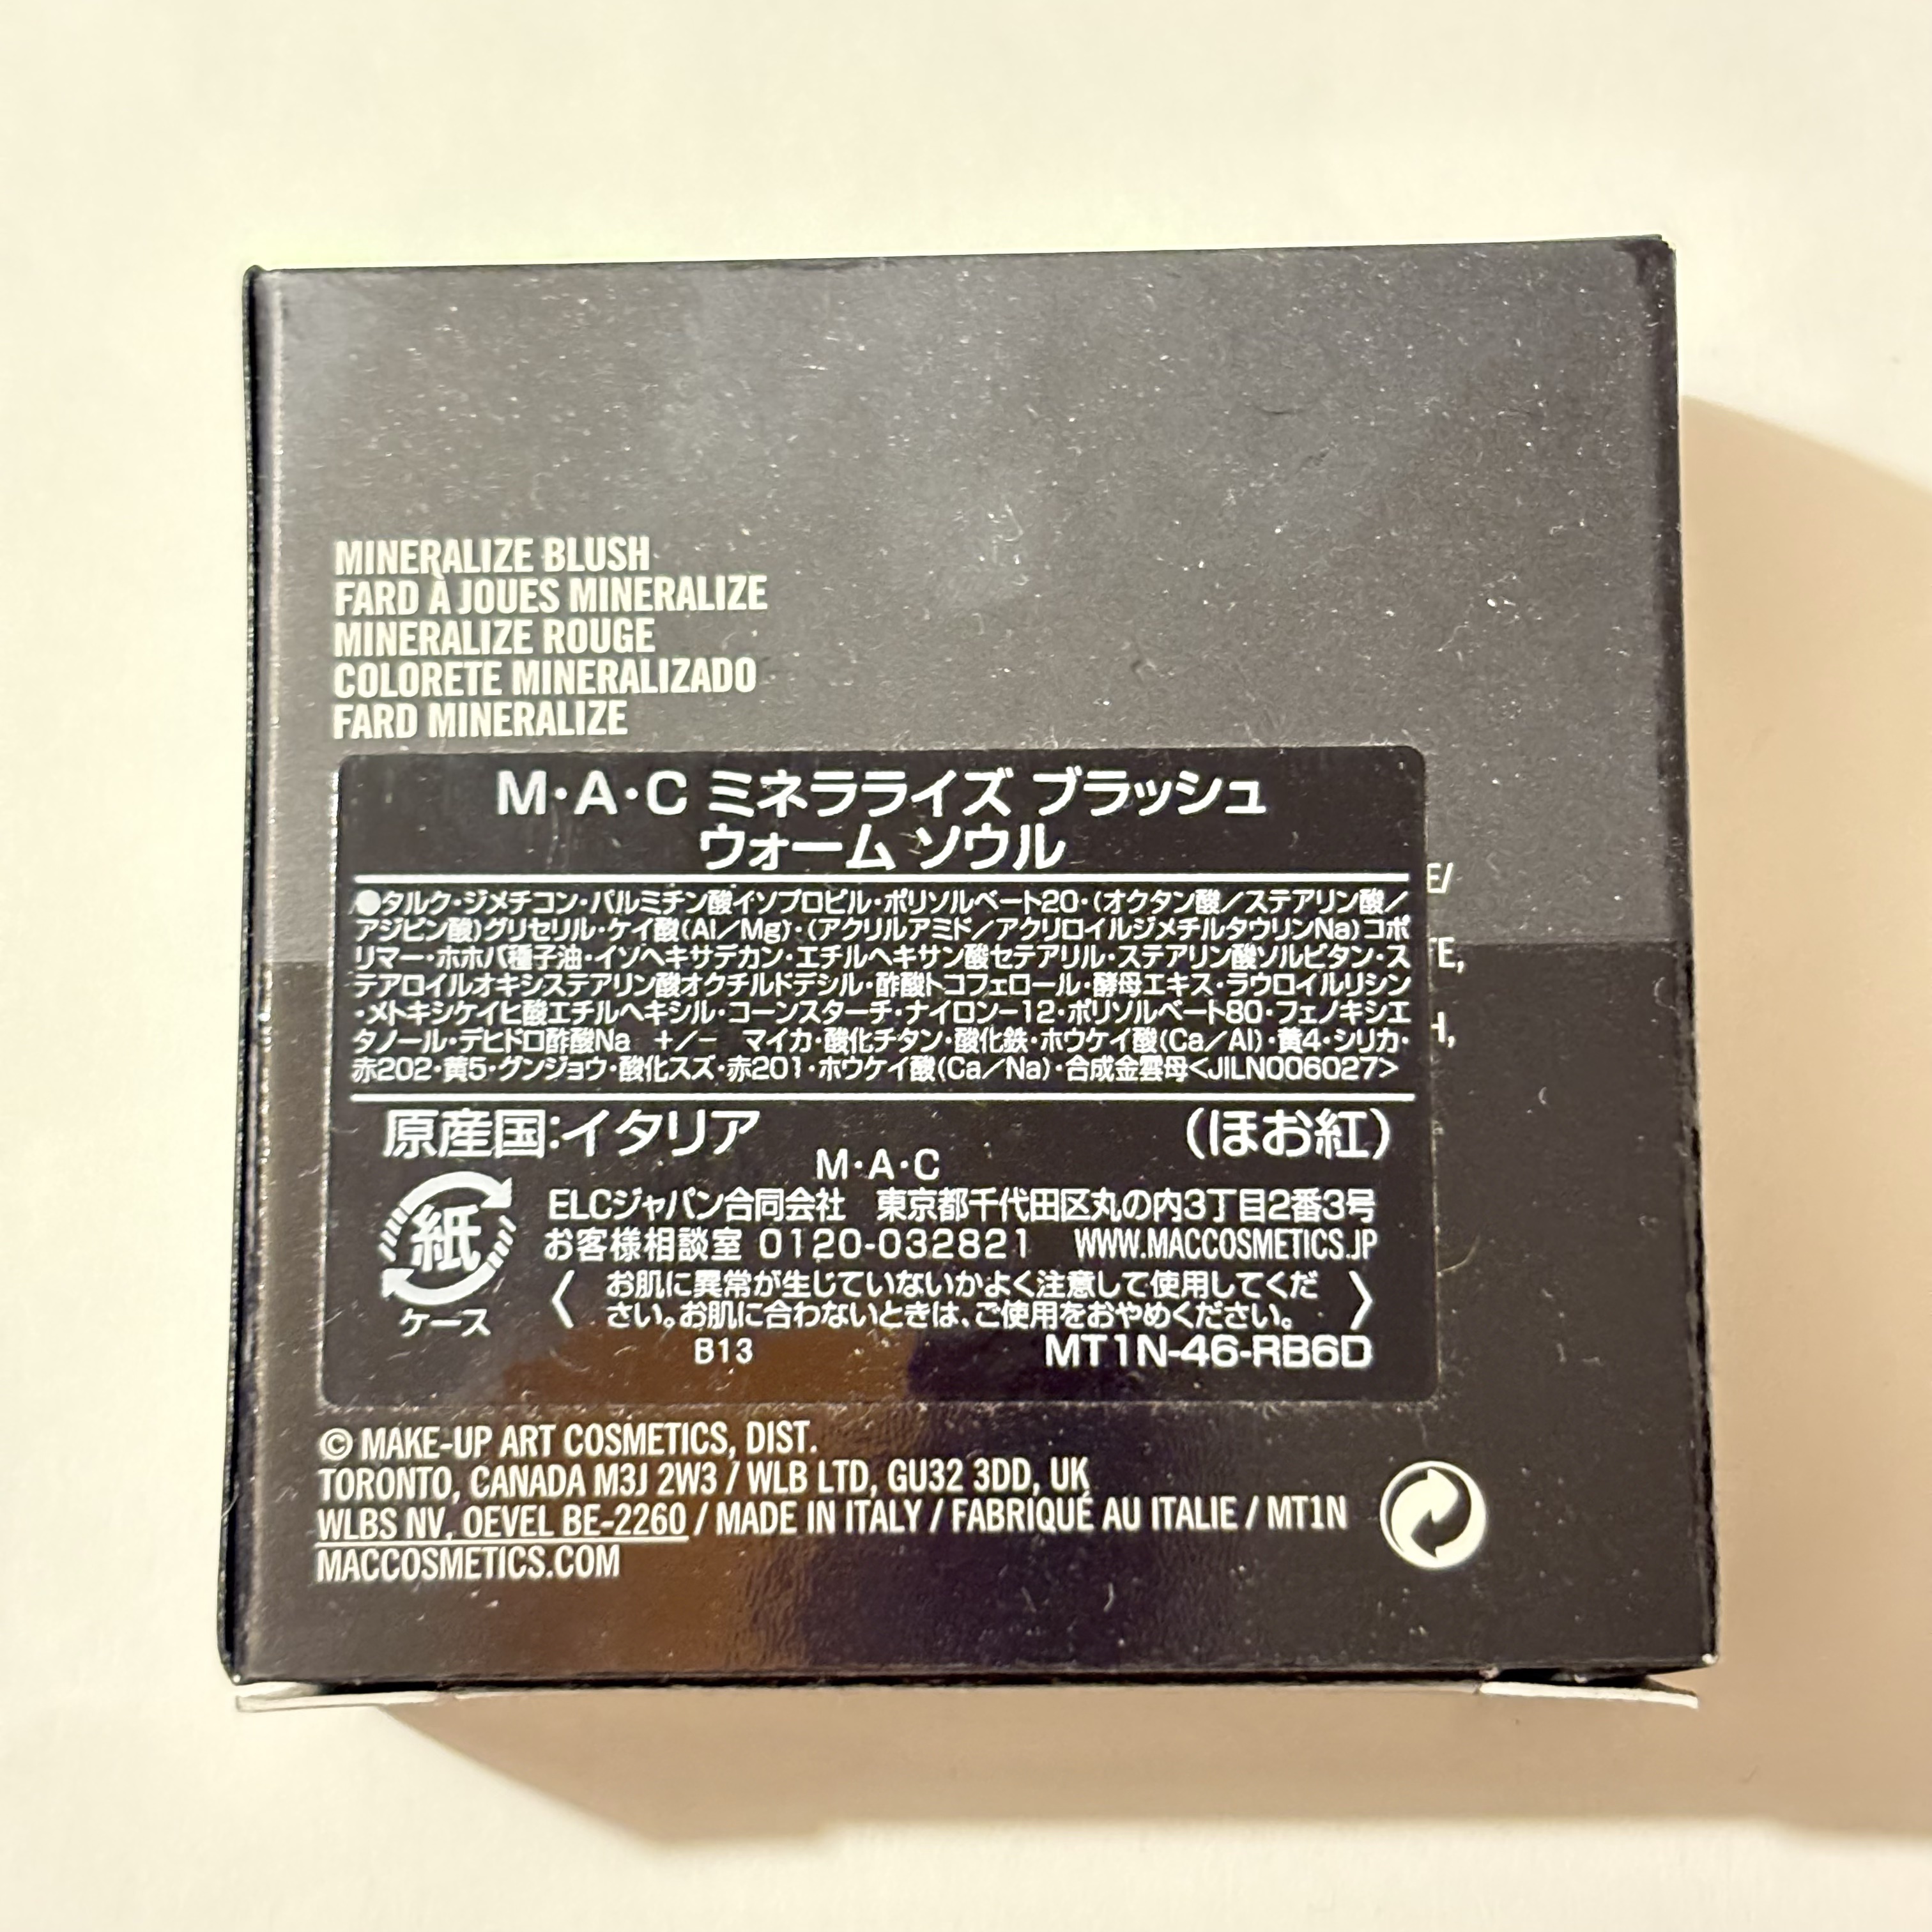 MINERALIZE BLUSH
FARD À JOUES MINERALIZE
MINERALIZE ROUGE
COLORETE MINERALIZADO
FARD MINERALIZE
M・A・C ミネラライズ ブラッシュ
ウォーム ソウル
●タルク・ジメチコン・パルミチン酸イソプロピル・ポリソルベート20・(オクタン酸／ステアリン酸／
アジピン酸)グリセリル・ケイ酸(Al／Mg)・(アクリルアミド／アクリロイルジメチルタウリンNa)コポ
リマー・ホホバ種子油・イソヘキサデカン・エチルヘキサン酸セテアリル・ステアリン酸ソルビタン・ス
テアロイルオキシステアリン酸オクチルドデシル・酢酸トコフェロール・酵母エキス・ラウロイルリシン
・メトキシケイヒ酸エチルヘキシル・コーンスターチ・ナイロン-12・ポリソルベート80・フェノキシエ
タノール・デヒドロ酢酸Na +／− マイカ・酸化チタン・酸化鉄・ホウケイ酸(Ca／Al)・黄4・シリカ・
赤202・黄5・グンジョウ・酸化スズ・赤201・ホウケイ酸(Ca／Na)・合成金雲母<JILN006027>
E/
TE,
H,
原産国:イタリア (ほお紅)
M・A・C
ELCジャパン合同会社 東京都千代田区丸の内3丁目2番3号
お客様相談室 0120-032821 WWW.MACCOSMETICS.JP
紙
ケース
〈お肌に異常が生じていないかよく注意して使用してくだ
さい。お肌に合わないときは、ご使用をおやめください。〉
B13 MT1N-46-RB6D
© MAKE-UP ART COSMETICS, DIST.
TORONTO, CANADA M3J 2W3 / WLB LTD, GU32 3DD, UK
WLBS NV, OEVEL BE-2260 / MADE IN ITALY / FABRIQUÉ AU ITALIE / MT1N
MACCOSMETICS.COM